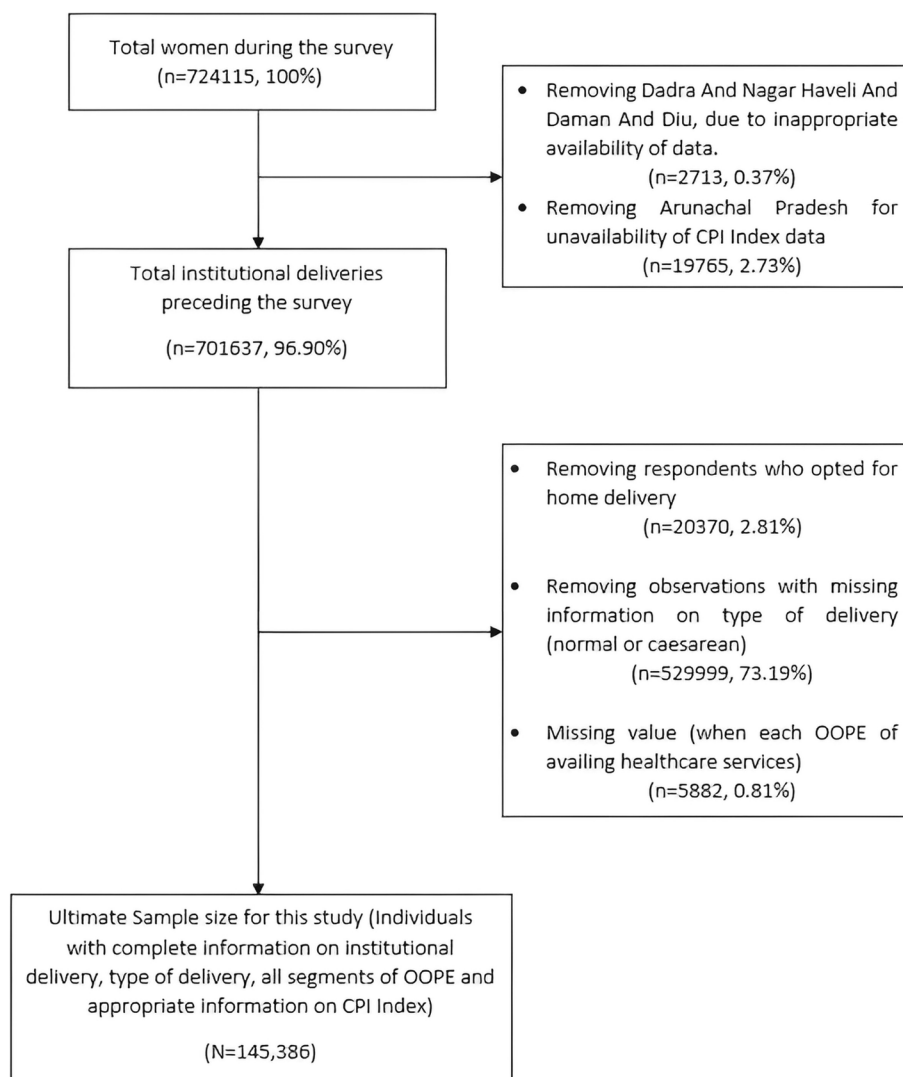 Total women during the survey
(n=724115, 100%)
• Removing Dadra And Nagar Haveli And
Daman And Diu, due to inappropriate
availability of data.
(n=2713, 0.37%)
• Removing Arunachal Pradesh for
unavailability of CPI Index data
(n=19765, 2.73%)
Total institutional deliveries
preceding the survey
(n=701637, 96.90%)
• Removing respondents who opted for
home delivery
(n=20370, 2.81%)
• Removing observations with missing
information on type of delivery
(normal or caesarean)
(n=529999, 73.19%)
• Missing value (when each OOPE of
availing healthcare services)
(n=5882, 0.81%)
Ultimate Sample size for this study (Individuals
with complete information on institutional
delivery, type of delivery, all segments of OOPE and
appropriate information on CPI Index)
(N=145,386)